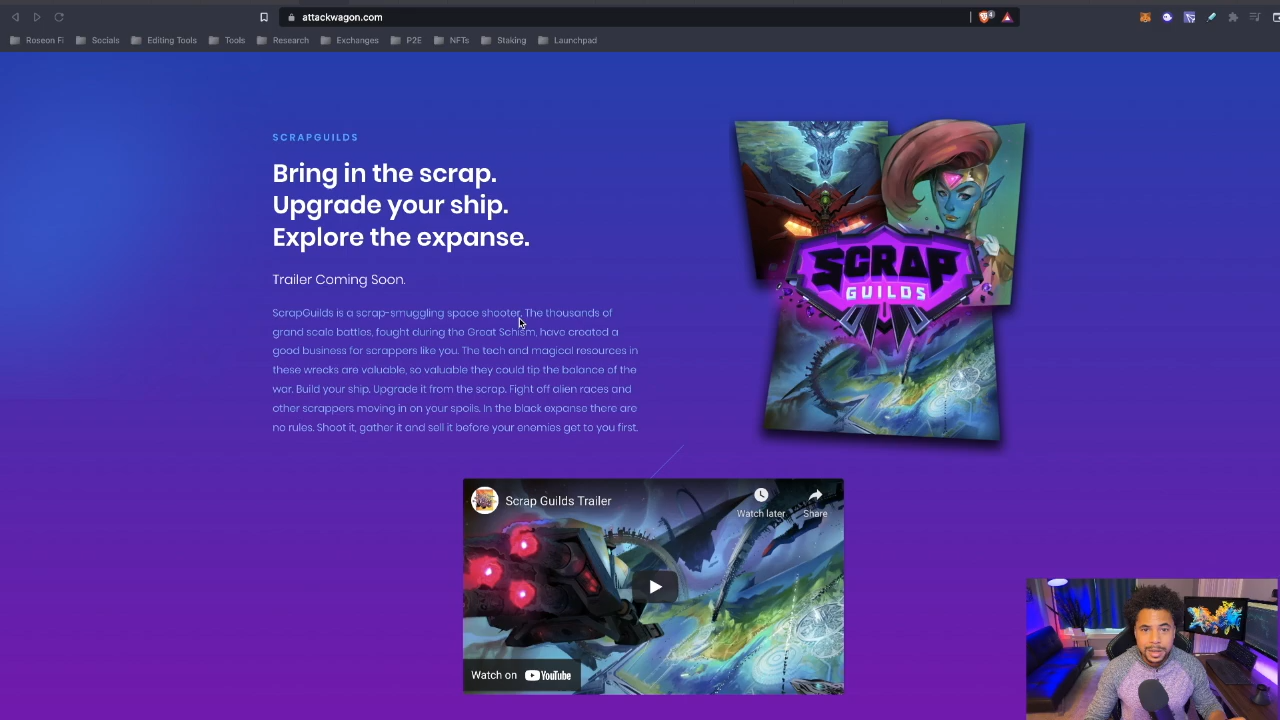 attackwagon.com
4
Roseon Fi
Socials
Editing Tools
Tools
Research
Exchanges
P2E
NFTs
Staking
Launchpad
SCRAPGUILDS
Bring in the scrap.
Upgrade your ship.
Explore the expanse.
Trailer Coming Soon.
ScrapGuilds is a scrap-smuggling space shooter. The thousands of
grand scale battles, fought during the Great Schism, have created a
good business for scrappers like you. The tech and magical resources in
these wrecks are valuable, so valuable they could tip the balance of the
war. Build your ship. Upgrade it from the scrap. Fight off alien races and
other scrappers moving in on your spoils. In the black expanse there are
no rules. Shoot it, gather it and sell it before your enemies get to you first.
SCRAP
GUILDS
Scrap Guilds Trailer
Watch later
Share
Watch on YouTube